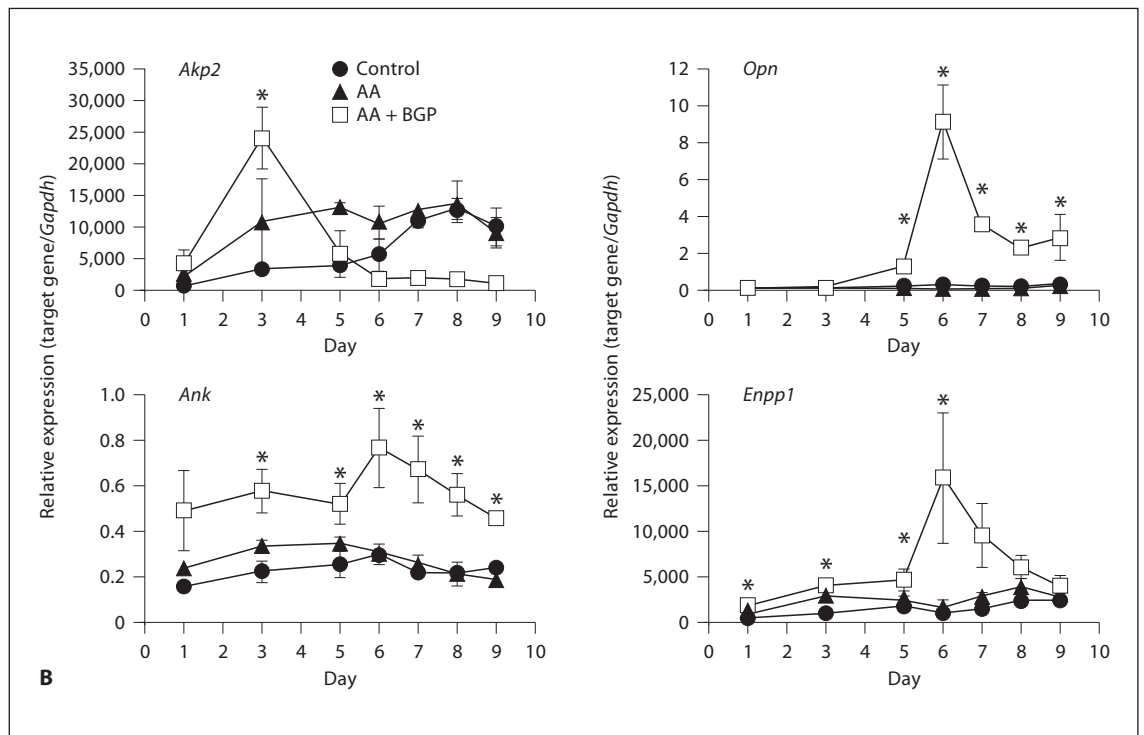 Relative expression (target gene/Gapdh)
Akp2
Control
AA
AA + BGP
35,000
30,000
25,000
20,000
15,000
10,000
5,000
0
*
0 1 2 3 4 5 6 7 8 9 10
Day
Relative expression (target gene/Gapdh)
Opn
12
10
8
6
4
2
0
* * * * *
0 1 2 3 4 5 6 7 8 9 10
Day
Ank
1.0
0.8
0.6
0.4
0.2
0
* * * * * *
0 1 2 3 4 5 6 7 8 9 10
Day
Enpp1
25,000
20,000
15,000
10,000
5,000
0
* * * *
0 1 2 3 4 5 6 7 8 9 10
Day
B